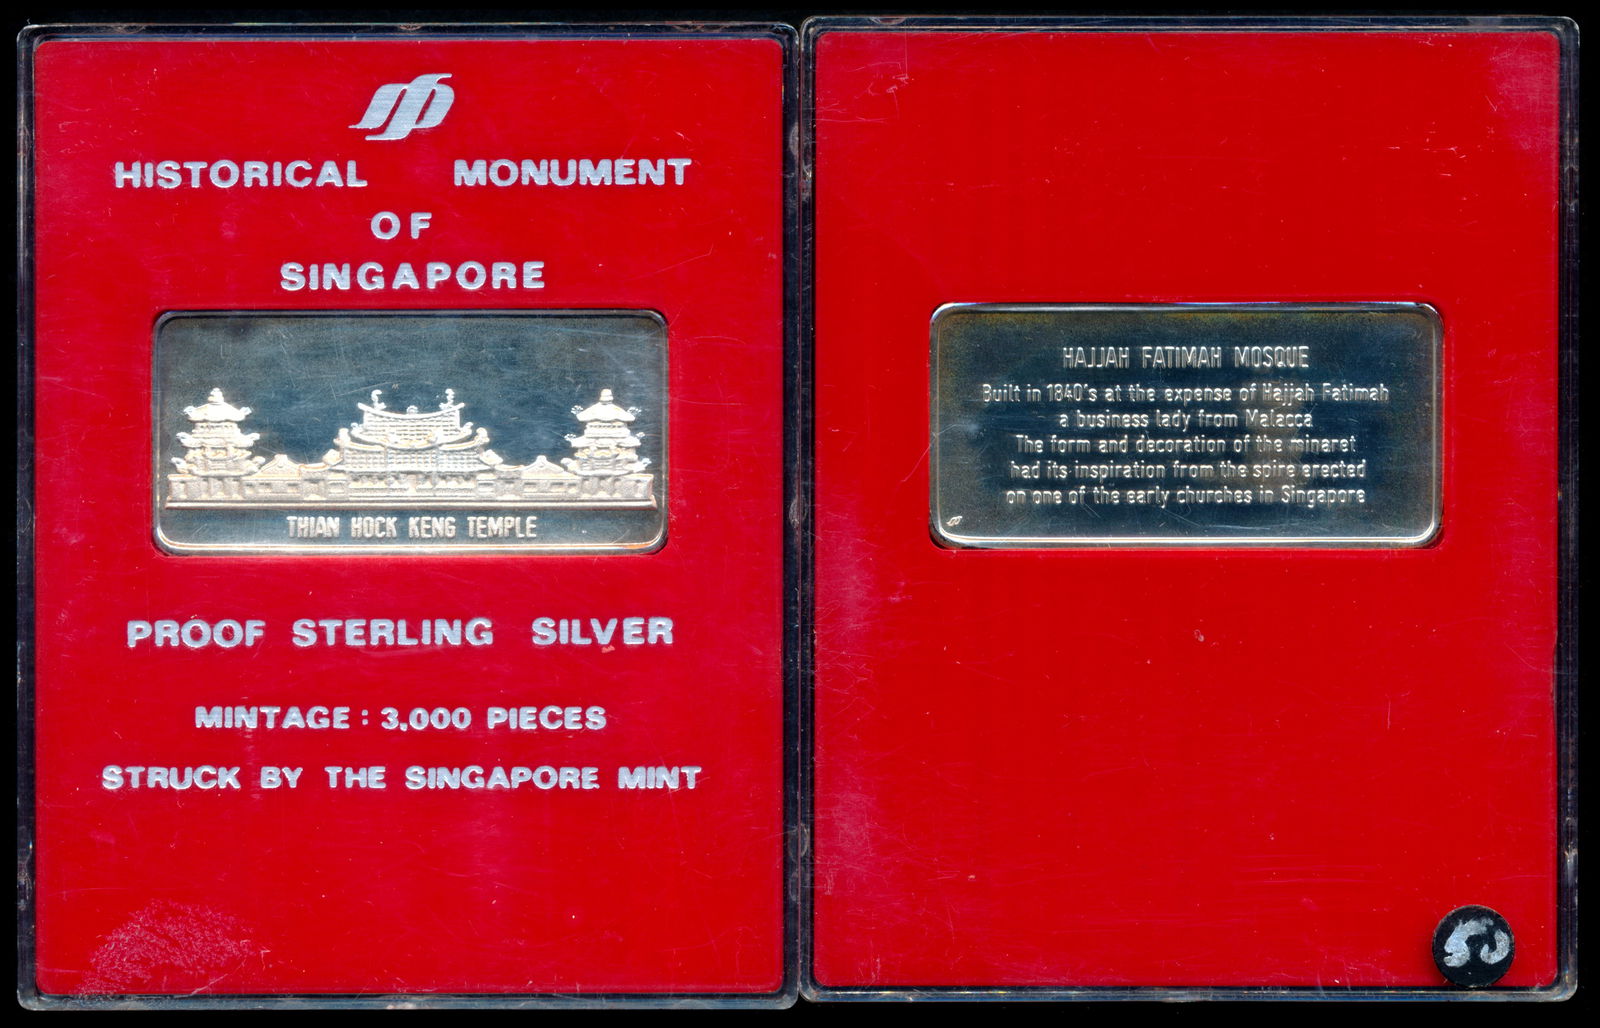 HISTORICAL MONUMENT
OF
SINGAPORE
THIAN HOCK KENG TEMPLE
PROOF STERLING SILVER
MINTAGE : 3,000 PIECES
STRUCK BY THE SINGAPORE MINT
HAJJAH FATIMAH MOSQUE
Built in 1840's at the expense of Hajjah Fatimah
a business lady from Malacca
The form and decoration of the minaret
had its inspiration from the spire erected
on one of the early churches in Singapore